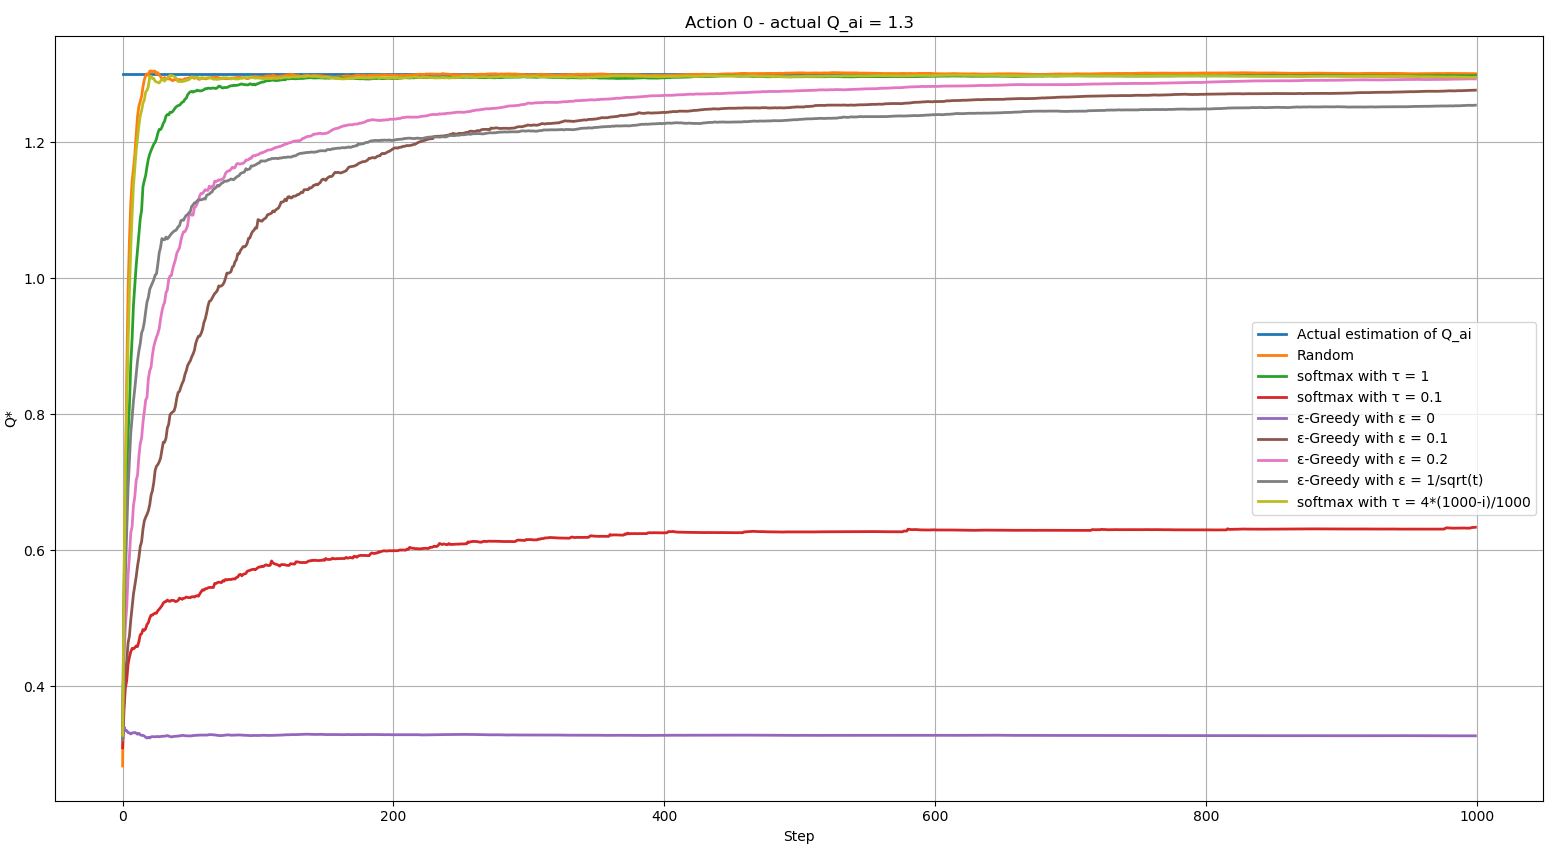 Action 0 - actual Q_ai = 1.3
Q*
1.2
1.0
0.8
0.6
0.4
0
200
400
600
800
1000
Step
Actual estimation of Q_ai
Random
softmax with τ = 1
softmax with τ = 0.1
ε-Greedy with ε = 0
ε-Greedy with ε = 0.1
ε-Greedy with ε = 0.2
ε-Greedy with ε = 1/sqrt(t)
softmax with τ = 4*(1000-i)/1000